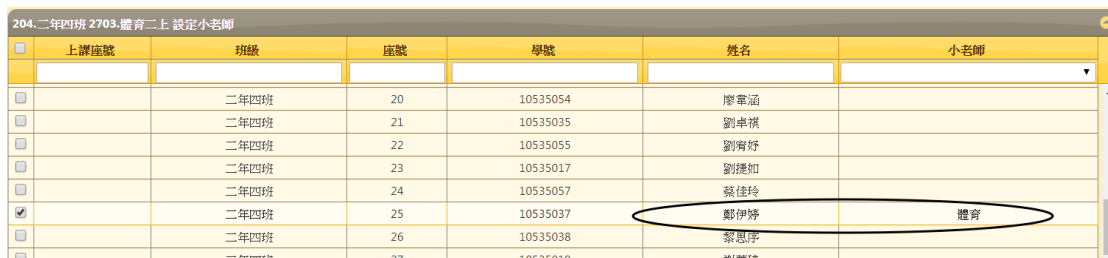 204.二年四班 2703.體育二上 設定小老師
上課座號 班級 座號 學號 姓名 小老師
二年四班 20 10535054 廖韋涵
二年四班 21 10535035 劉卓祺
二年四班 22 10535055 劉宥妤
二年四班 23 10535017 劉捷如
二年四班 24 10535057 蔡佳玲
二年四班 25 10535037 鄭伊婷 體育
二年四班 26 10535038 黎思序